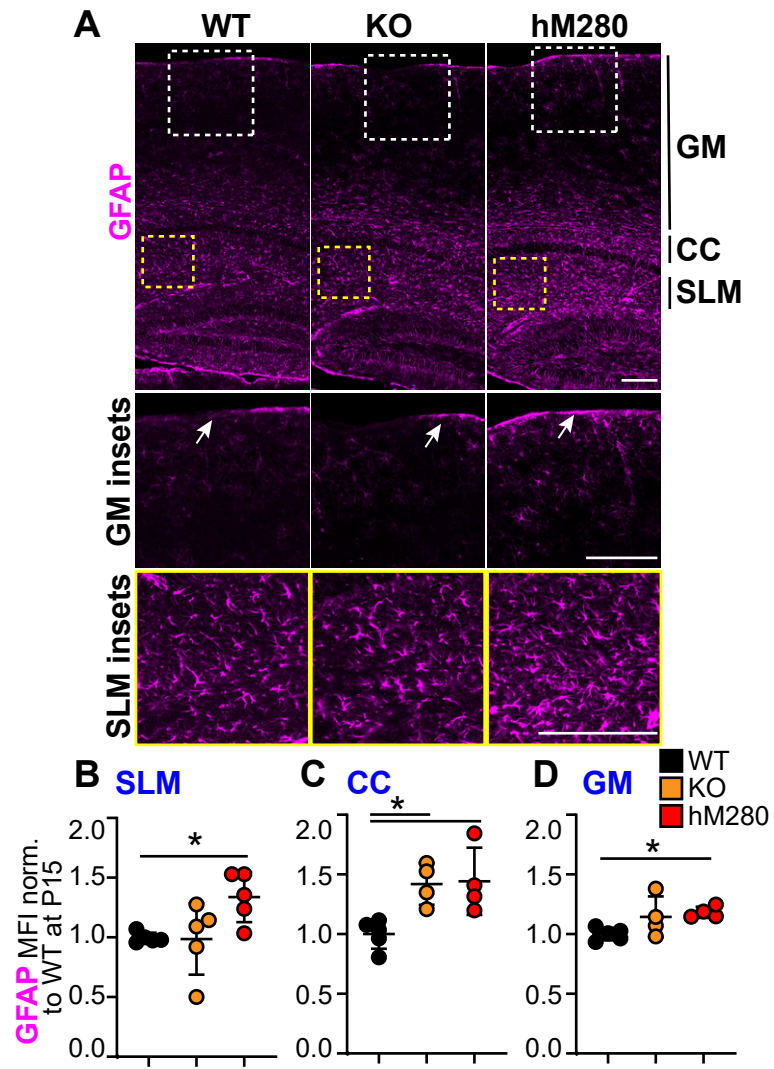 A
WT
KO
hM280
GFAP
GM
CC
SLM
GM insets
SLM insets
B SLM
C CC
D GM
WT
KO
hM280
GFAP MFI norm.
to WT at P15
2.0
1.5
1.0
0.5
0.0
*
2.0
1.5
1.0
0.5
0.0
*
2.0
1.5
1.0
0.5
0.0
*